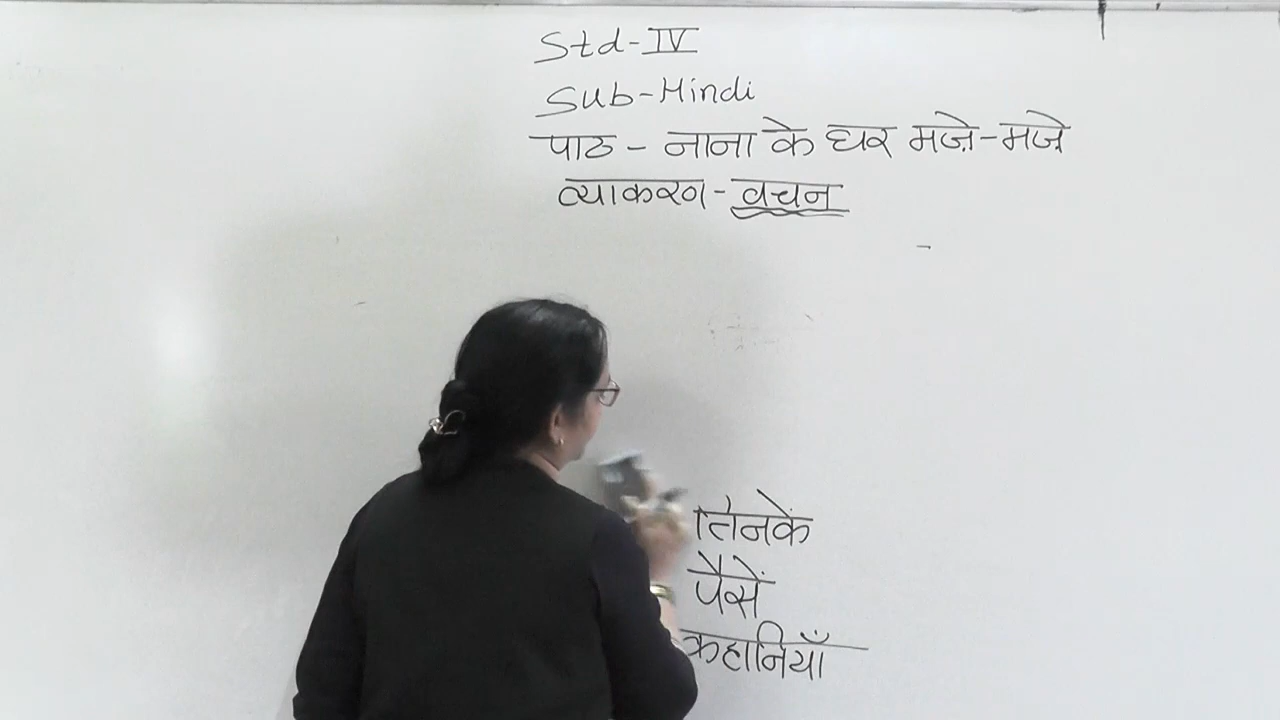 Std-IV
Sub-Hindi
पाठ - नाना के घर मजे़-मजे़
व्याकरण - वचन
तिनकें
पैसें
कहानियाँ